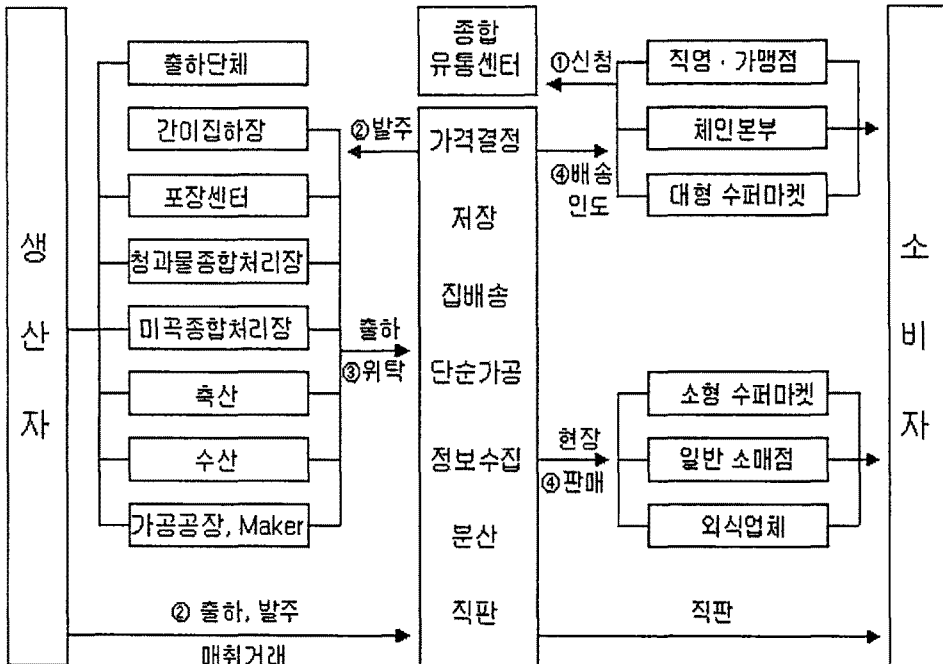 생
산
자
출하단체
간이집하장
포장센터
청과물종합처리장
미곡종합처리장
축산
수산
가공공장, Maker
②발주
출하
③위탁
② 출하, 발주
매취거래
종합
유통센터
가격결정
저장
집배송
단순가공
정보수집
분산
직판
①신청
④배송
인도
현장
④판매
직판
직영·가맹점
체인본부
대형 수퍼마켓
소형 수퍼마켓
일반 소매점
외식업체
소
비
자